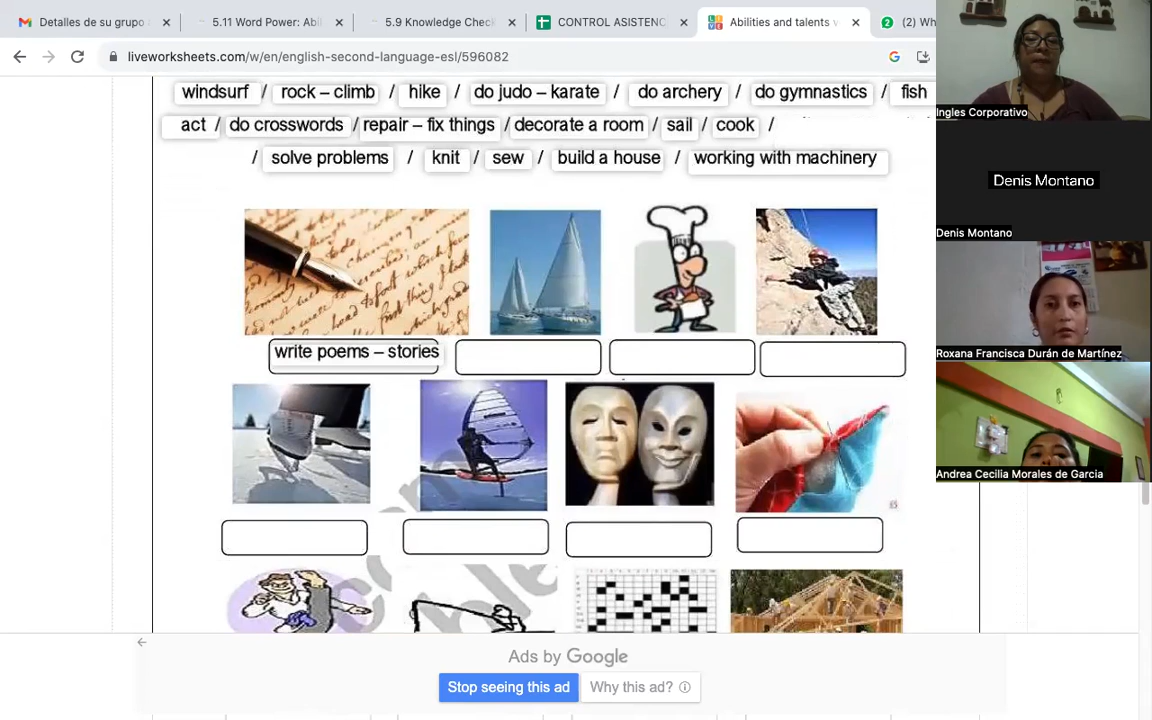 Detalles de su grupo
5.11 Word Power: Abi
5.9 Knowledge Check
CONTROL ASISTENC
Abilities and talents
(2) Wh
liveworksheets.com/w/en/english-second-language-esl/596082
windsurf / rock – climb / hike / do judo – karate / do archery / do gymnastics / fish
act / do crosswords / repair – fix things / decorate a room / sail / cook /
/ solve problems / knit / sew / build a house / working with machinery
write poems – stories
Ads by Google
Stop seeing this ad
Why this ad?
Ingles Corporativo
Denis Montano
Denis Montano
Roxana Francisca Durán de Martínez
Andrea Cecilia Morales de Garcia